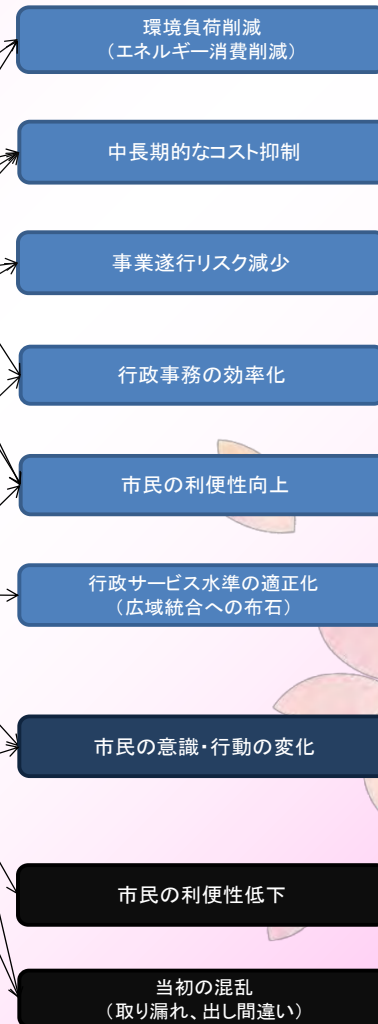 環境負荷削減
（エネルギー消費削減）
中長期的なコスト抑制
事業遂行リスク減少
行政事務の効率化
市民の利便性向上
行政サービス水準の適正化
（広域統合への布石）
市民の意識・行動の変化
市民の利便性低下
当初の混乱
（取り漏れ、出し間違い）